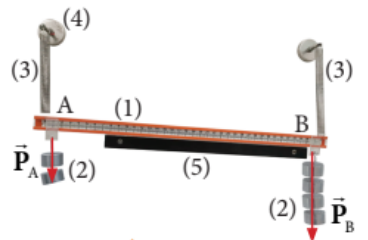 (4)
(3) (3)
A (1) B
P⃗A (2) (5)
(2) P⃗B